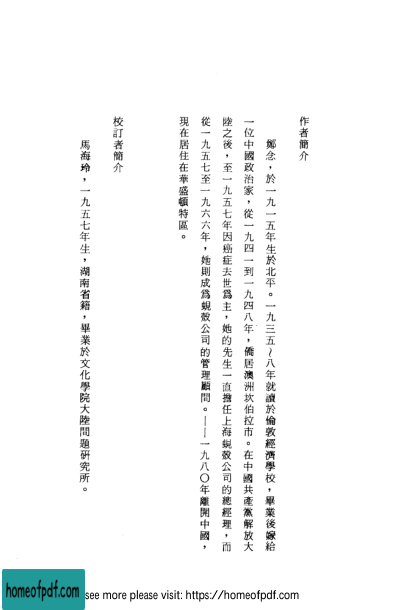 作者簡介
鄭念，於一九一五年生於北平。一九三五～八年就讀於倫敦經濟學校，畢業後嫁給
一位中國政治家，從一九四一到一九四八年，僑居澳洲坎伯拉市。在中國共產黨解放大
陸之後，至一九五七年因癌症去世為主，她的先生一直擔任上海蜆殼公司的總經理，而
從一九五七至一九六六年，她則成為蜆殼公司的管理顧問。——一九八〇年離開中國，
現在居住在華盛頓特區。
校訂者簡介
馬海玲，一九五七年生，湖南省籍，畢業於文化學院大陸問題研究所。
homeofpdf.com
see more please visit: https://homeofpdf.com